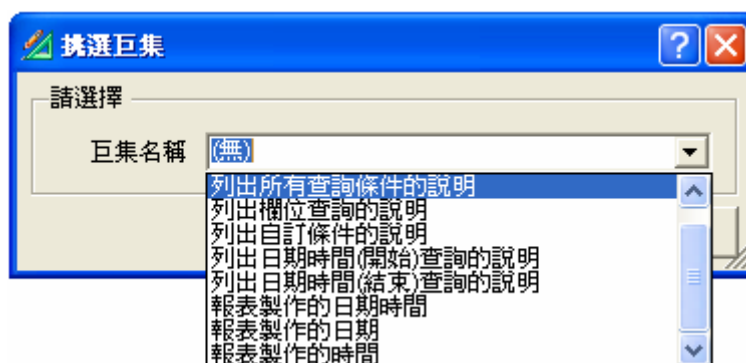 挑選巨集
請選擇
巨集名稱 (無)
列出所有查詢條件的說明
列出欄位查詢的說明
列出自訂條件的說明
列出日期時間(開始)查詢的說明
列出日期時間(結束)查詢的說明
報表製作的日期時間
報表製作的日期
報表製作的時間